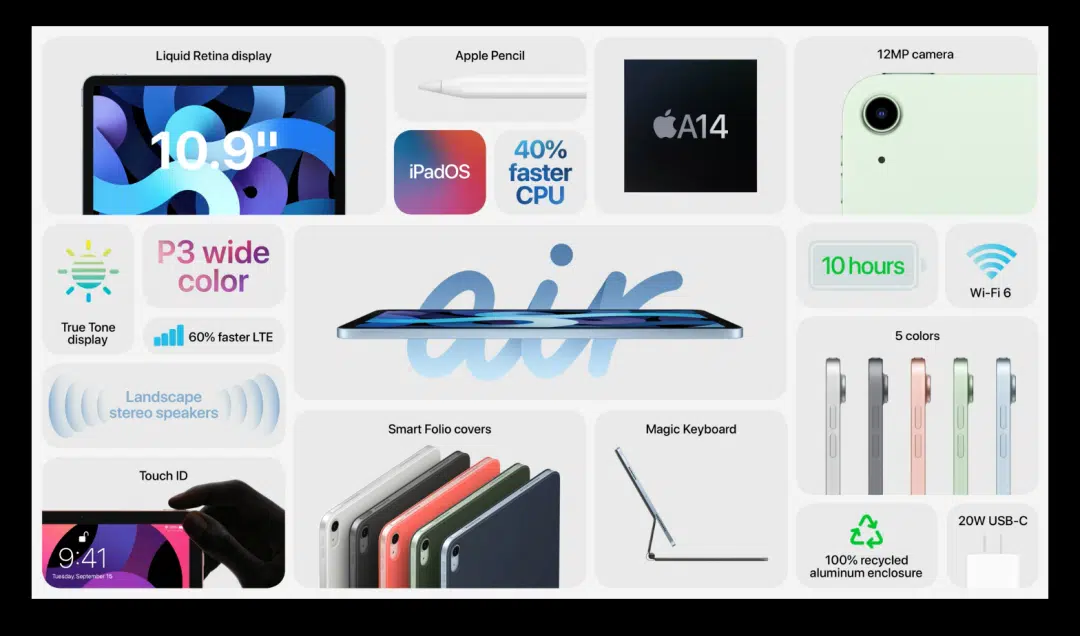 Liquid Retina display
10.9"
Apple Pencil
iPadOS
40%
faster
CPU
A14
12MP camera
True Tone
display
P3 wide
color
60% faster LTE
air
10 hours
Wi-Fi 6
5 colors
Landscape
stereo speakers
Touch ID
9:41
Tuesday, September 15
Smart Folio covers
Magic Keyboard
100% recycled
aluminum enclosure
20W USB-C